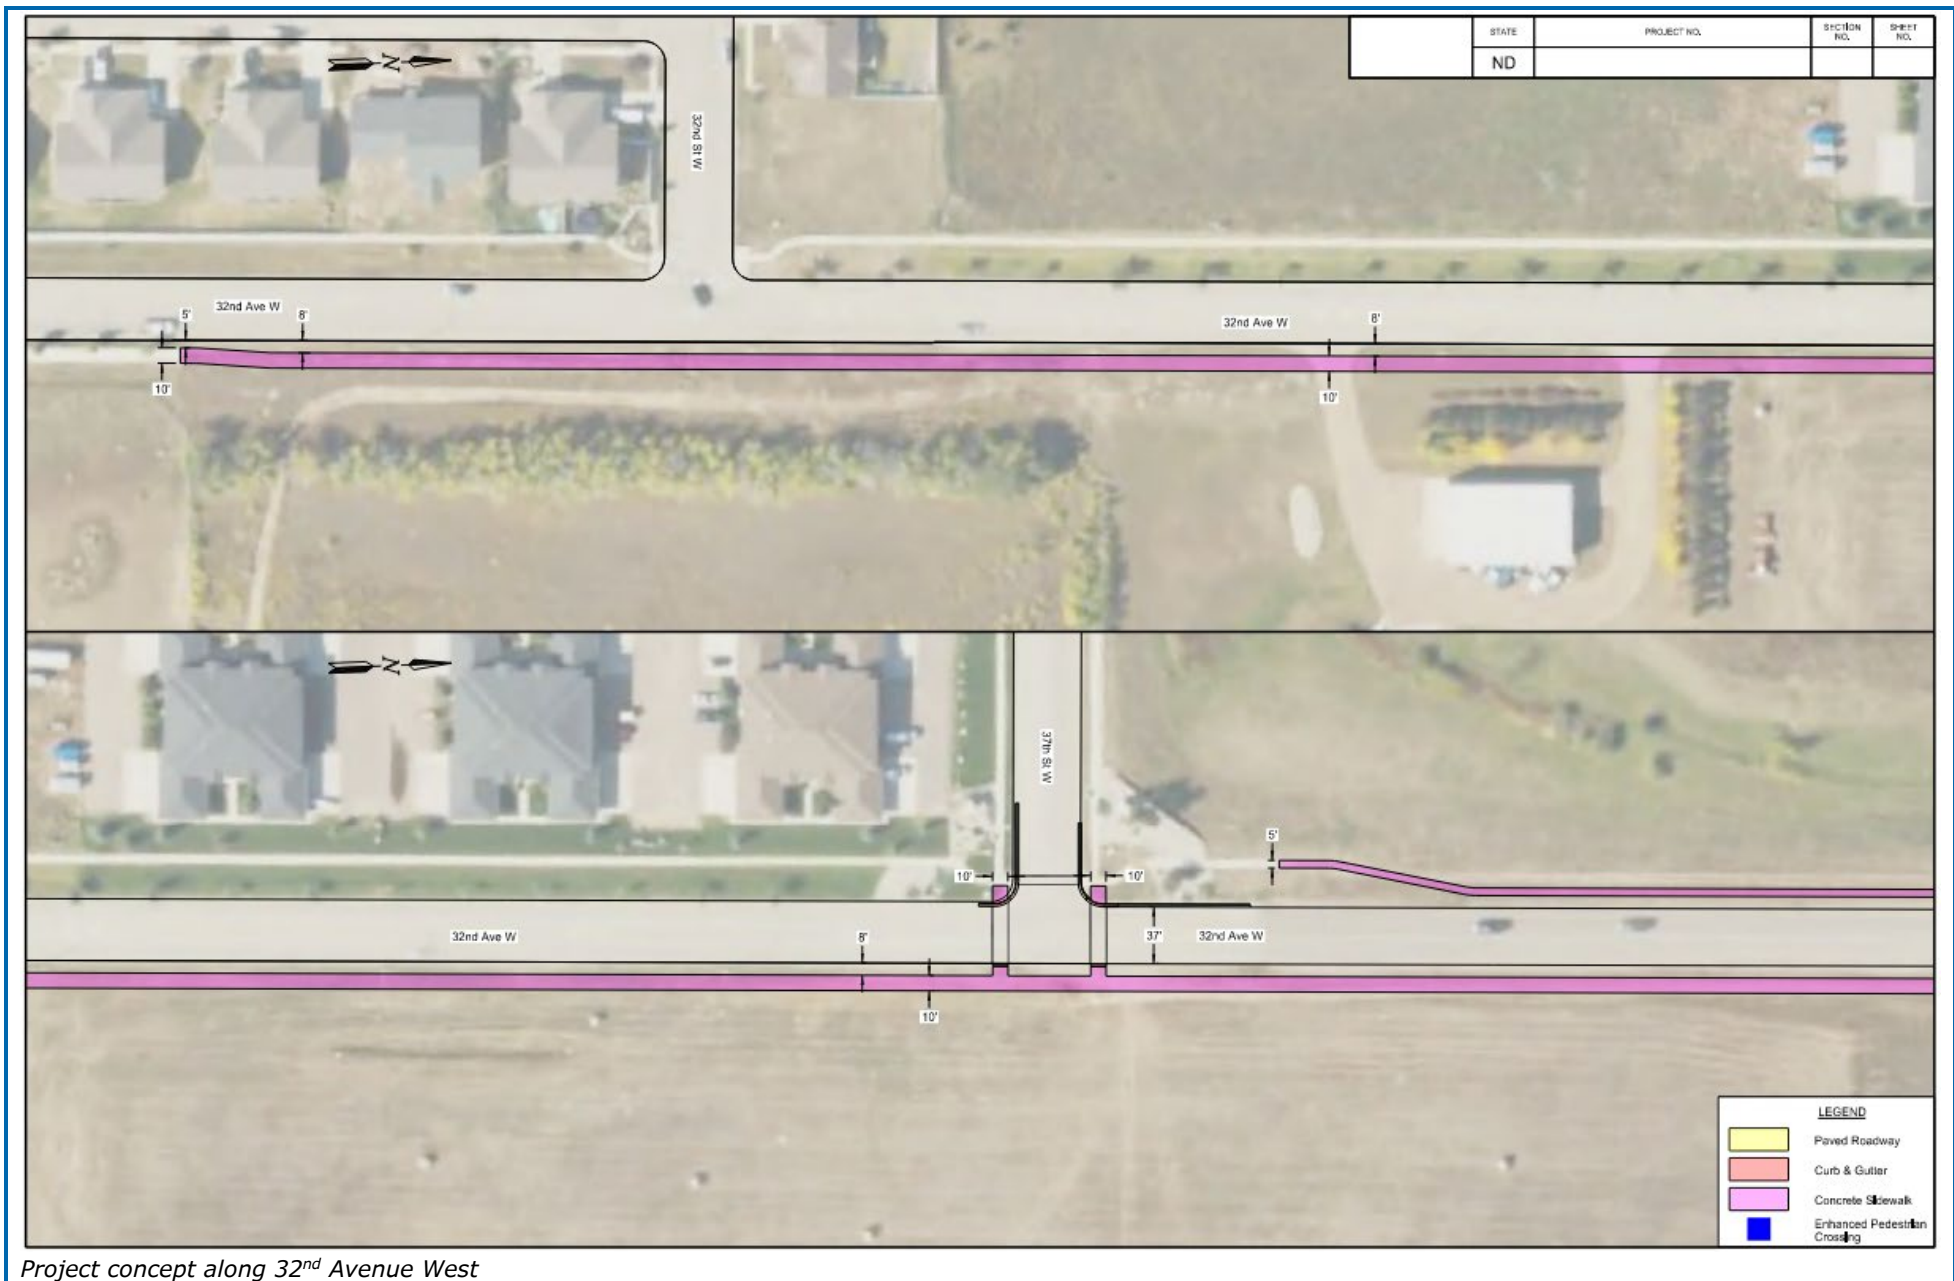 STATE
PROJECT NO.
SECTION
NO.
SHEET
NO.
ND
N
32nd St W
32nd Ave W
5'
8'
10'
32nd Ave W
8'
10'
N
37th St W
5'
10'
10'
32nd Ave W
8'
37'
32nd Ave W
10'
LEGEND
Paved Roadway
Curb & Gutter
Concrete Sidewalk
Enhanced Pedestrian
Crossing
Project concept along 32nd Avenue West